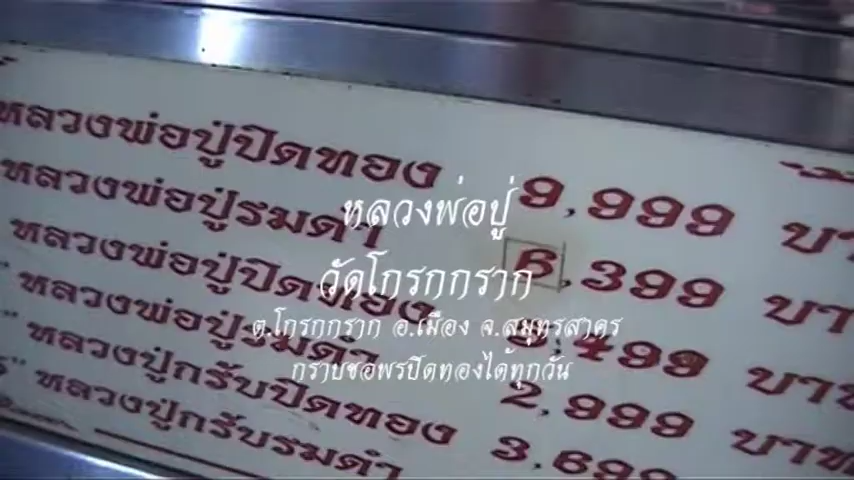 หลวงพ่อปู่ปิดทอง 9,999 บา
หลวงพ่อปู่รมดำ 6,399 บาท
หลวงพ่อปู่ปิดทอง ,499 บาท
หลวงพ่อปู่รมดำ 2,999 บาท
หลวงปู่กรับปิดทอง 3,699
หลวงปู่กรับรมดำ
หลวงพ่อปู่
วัดโกรกกราก
ต.โกรกกราก อ.เมือง จ.สมุทรสาคร
กราบขอพรปิดทองได้ทุกวัน